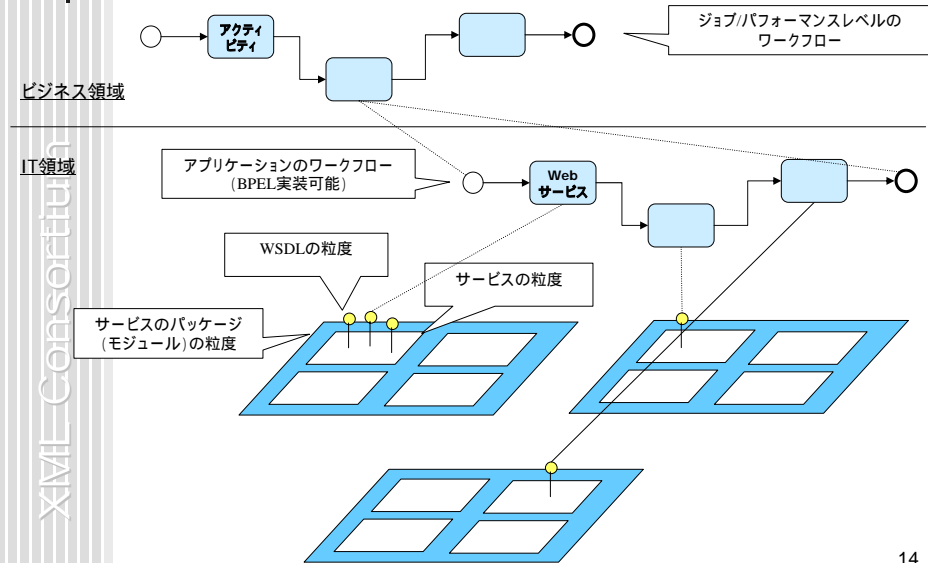 アクティ
ビティ
ジョブ/パフォーマンスレベルの
ワークフロー
ビジネス領域
IT領域
アプリケーションのワークフロー
(BPEL実装可能)
Web
サービス
WSDLの粒度
サービスの粒度
サービスのパッケージ
(モジュール)の粒度
XML Consortium
14